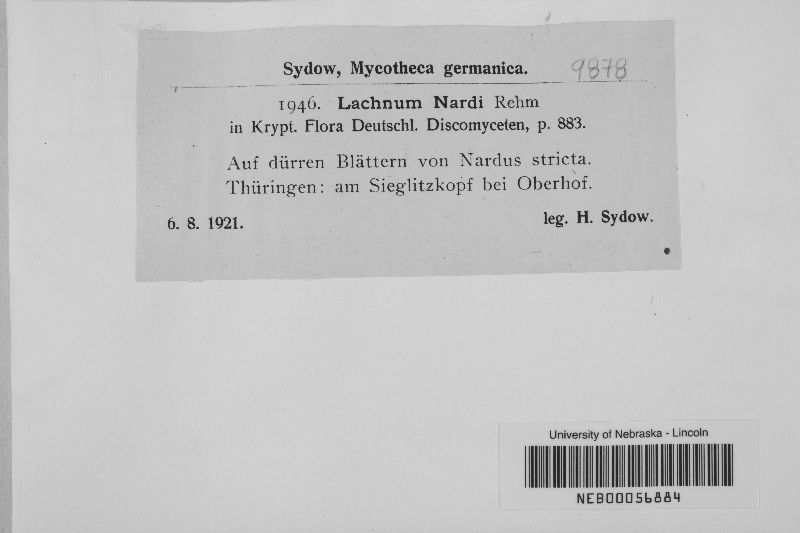 Sydow, Mycotheca germanica. 9878
1946. Lachnum Nardi Rehm
in Krypt. Flora Deutschl. Discomyceten, p. 883.
Auf dürren Blättern von Nardus stricta.
Thüringen: am Sieglitzkopf bei Oberhof.
6. 8. 1921. leg. H. Sydow.
University of Nebraska - Lincoln
NEB00056884